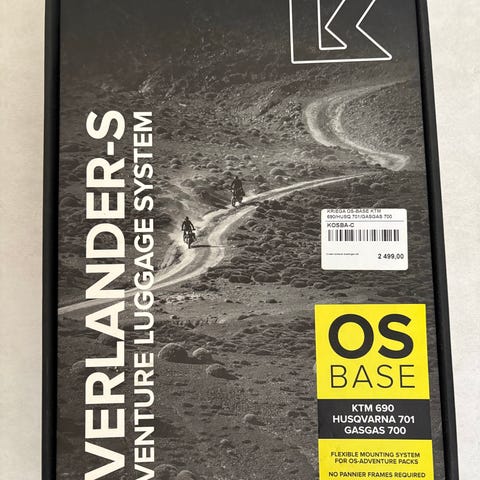 VERLANDER-S
VENTURE LUGGAGE SYSTEM
KRIEGA OS-BASE KTM
690/HUSQ 701/GASGAS 700
KOSBA-C
2 499,00
OS
BASE
KTM 690
HUSQVARNA 701
GASGAS 700
FLEXIBLE MOUNTING SYSTEM
FOR OS-ADVENTURE PACKS
NO PANNIER FRAMES REQUIRED